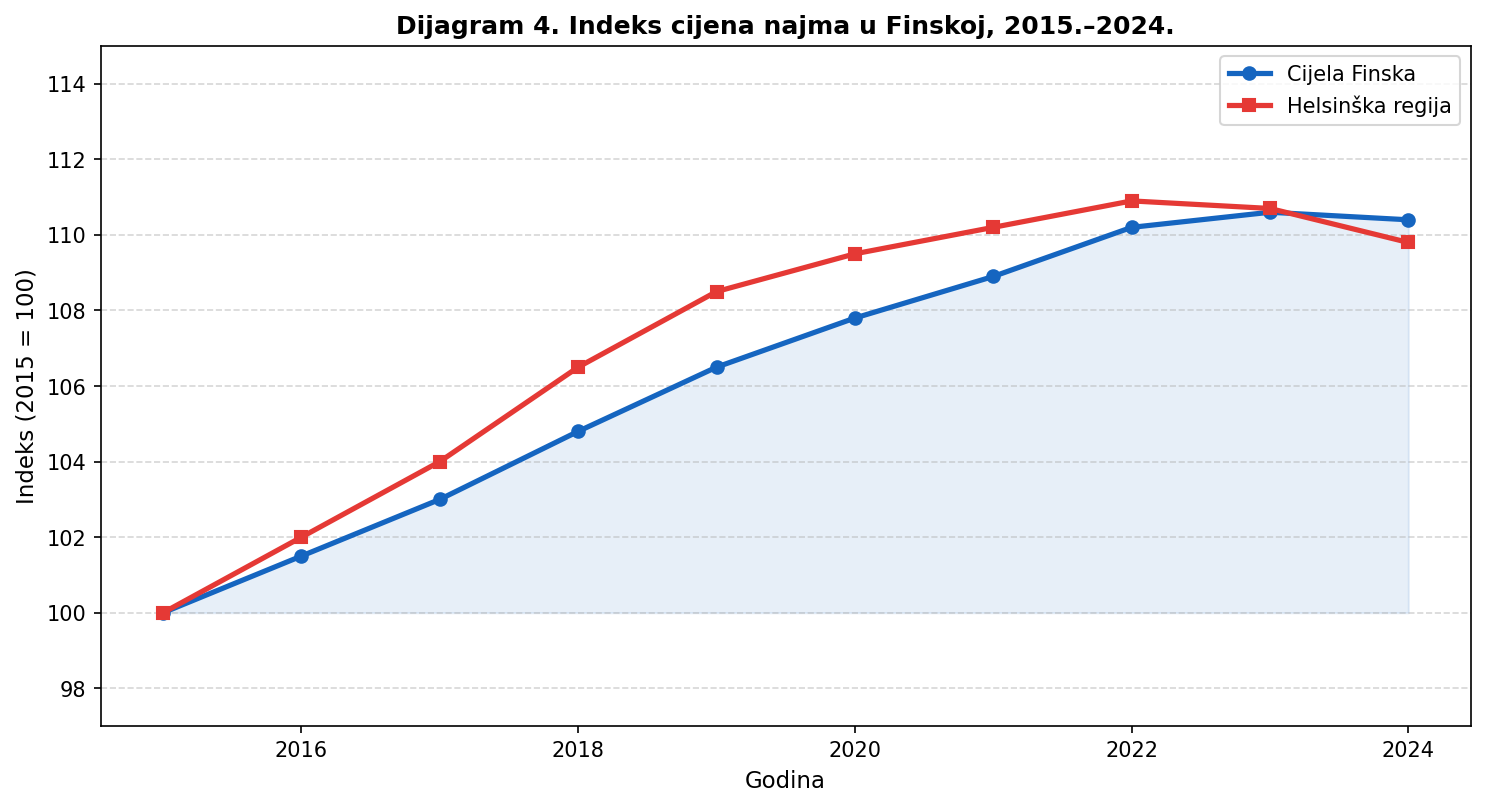 Dijagram 4. Indeks cijena najma u Finskoj, 2015.–2024.
Cijela Finska
Helsinška regija
Indeks (2015 = 100)
114
112
110
108
106
104
102
100
98
2016
2018
2020
2022
2024
Godina